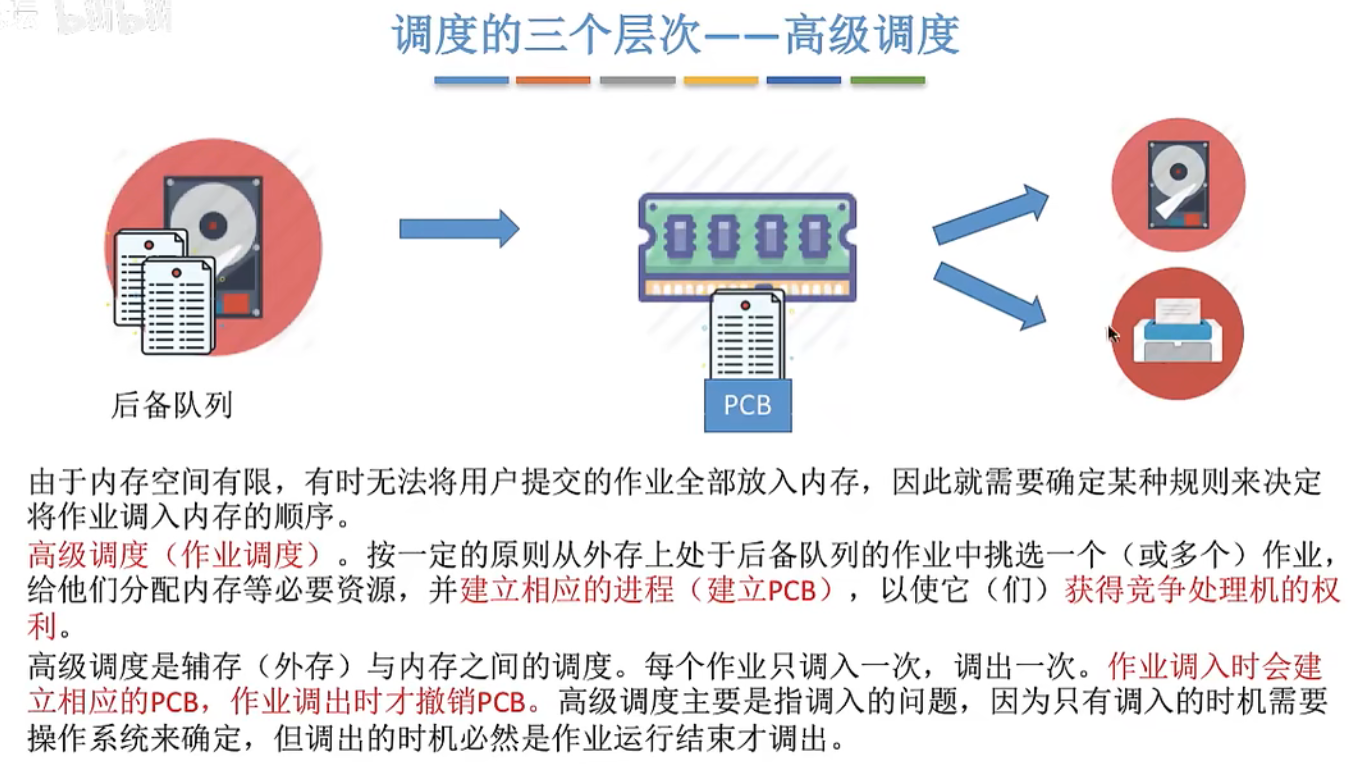 调度的三个层次——高级调度
后备队列
PCB
由于内存空间有限，有时无法将用户提交的作业全部放入内存，因此就需要确定某种规则来决定
将作业调入内存的顺序。
高级调度（作业调度）。按一定的原则从外存上处于后备队列的作业中挑选一个（或多个）作业，
给他们分配内存等必要资源，并建立相应的进程（建立PCB），以使它（们）获得竞争处理机的权
利。
高级调度是辅存（外存）与内存之间的调度。每个作业只调入一次，调出一次。作业调入时会建
立相应的PCB，作业调出时才撤销PCB。高级调度主要是指调入的问题，因为只有调入的时机需要
操作系统来确定，但调出的时机必然是作业运行结束才调出。